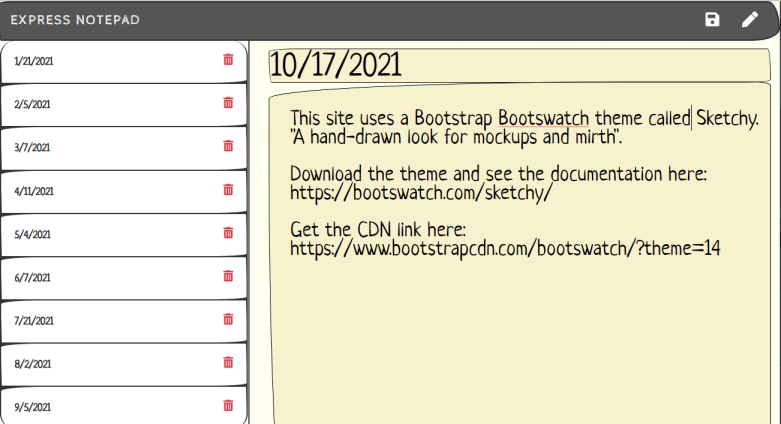 EXPRESS NOTEPAD
1/21/2021
2/5/2021
3/7/2021
4/11/2021
5/4/2021
6/7/2021
7/21/2021
8/2/2021
9/5/2021
10/17/2021
This site uses a Bootstrap Bootswatch theme called Sketchy.
"A hand-drawn look for mockups and mirth".
Download the theme and see the documentation here:
https://bootswatch.com/sketchy/
Get the CDN link here:
https://www.bootstrapcdn.com/bootswatch/?theme=14